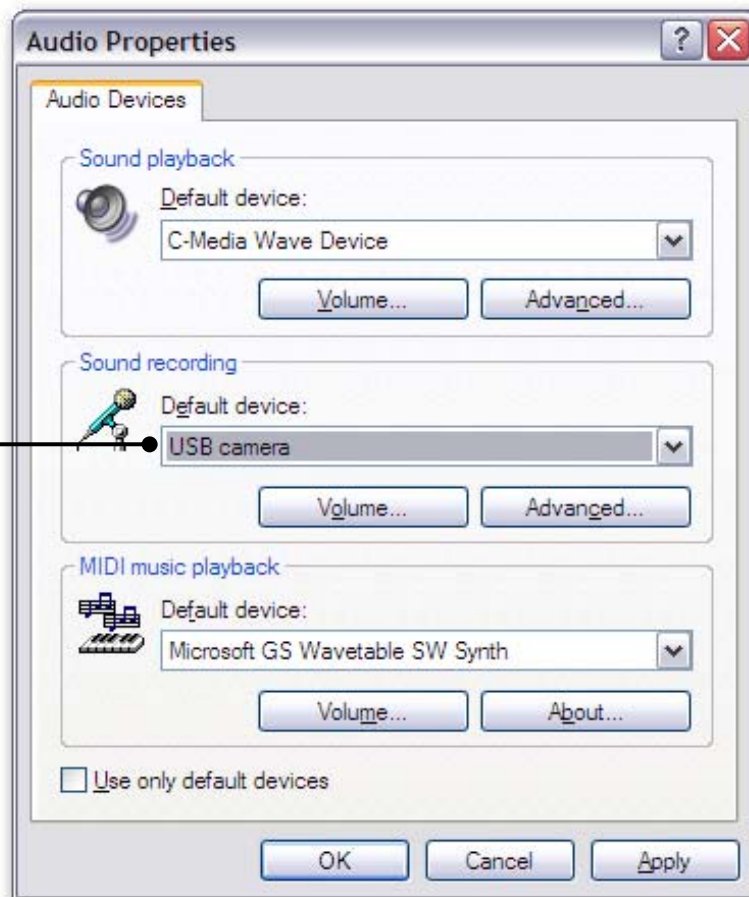 Audio Properties
?
Audio Devices
Sound playback
Default device:
C-Media Wave Device
Volume... Advanced...
Sound recording
Default device:
USB camera
Volume... Advanced...
MIDI music playback
Default device:
Microsoft GS Wavetable SW Synth
Volume... About...
Use only default devices
OK Cancel Apply